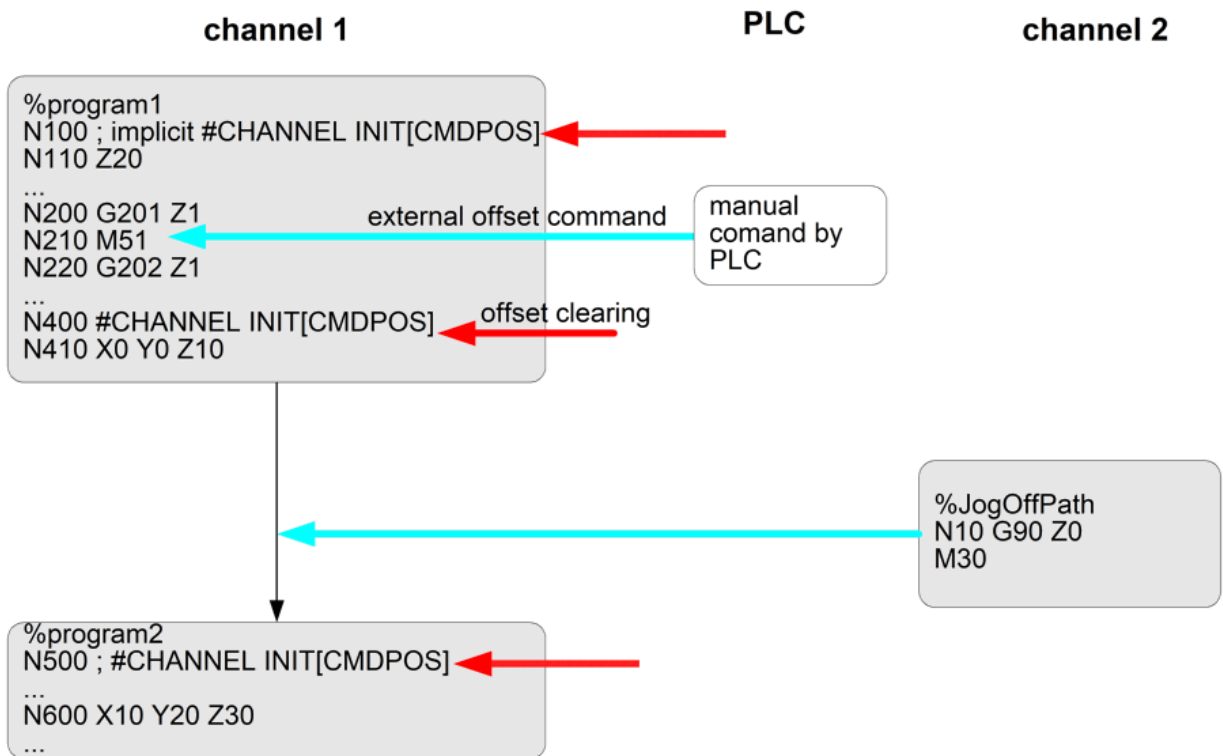 channel 1
PLC
channel 2
%program1
N100 ; implicit #CHANNEL INIT[CMDPOS]
N110 Z20
...
N200 G201 Z1
N210 M51
N220 G202 Z1
...
N400 #CHANNEL INIT[CMDPOS]
N410 X0 Y0 Z10
external offset command
manual
comand by
PLC
offset clearing
%JogOffPath
N10 G90 Z0
M30
%program2
N500 ; #CHANNEL INIT[CMDPOS]
...
N600 X10 Y20 Z30
...